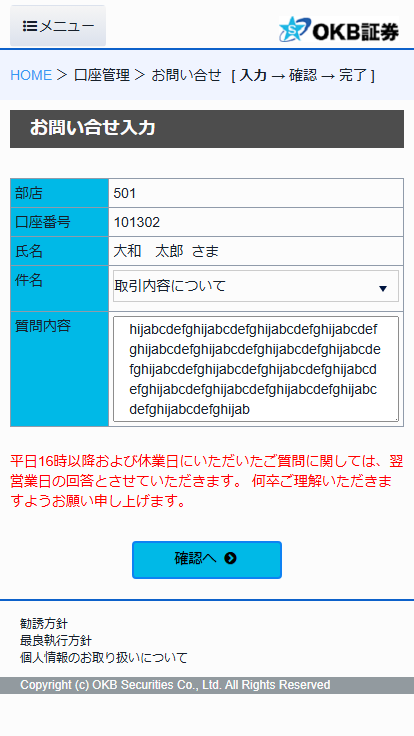 メニュー
OKB証券
HOME ＞ 口座管理 ＞ お問い合せ [ 入力 → 確認 → 完了 ]
お問い合せ入力
部店 501
口座番号 101302
氏名 大和　太郎 さま
件名 取引内容について
質問内容 hijabcdefghijabcdefghijabcdefghijabcdef
ghijabcdefghijabcdefghijabcdefghijabcde
fghijabcdefghijabcdefghijabcdefghijabcd
efghijabcdefghijabcdefghijabcdefghijabc
defghijabcdefghijab
平日16時以降および休業日にいただいたご質問に関しては、翌
営業日の回答とさせていただきます。 何卒ご理解いただきま
すようお願い申し上げます。
確認へ
勧誘方針
最良執行方針
個人情報のお取り扱いについて
Copyright (c) OKB Securities Co., Ltd. All Rights Reserved